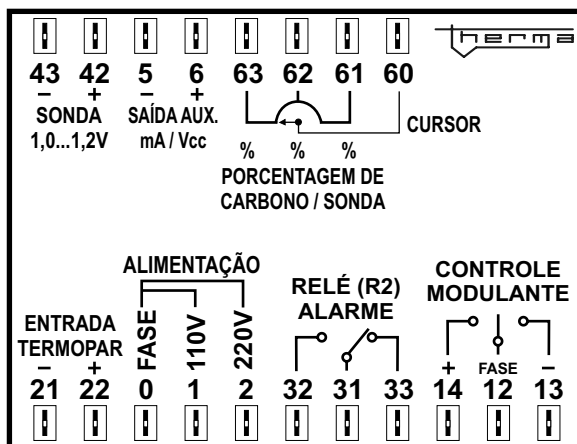 therma
43 42 5 6 63 62 61 60
− + − +
SONDA SAÍDA AUX.
1,0...1,2V mA / Vcc
CURSOR
% % %
PORCENTAGEM DE
CARBONO / SONDA
ALIMENTAÇÃO
RELÉ (R2)
ALARME
CONTROLE
MODULANTE
ENTRADA
TERMOPAR
FASE 110V 220V
− + + FASE −
21 22 0 1 2 32 31 33 14 12 13